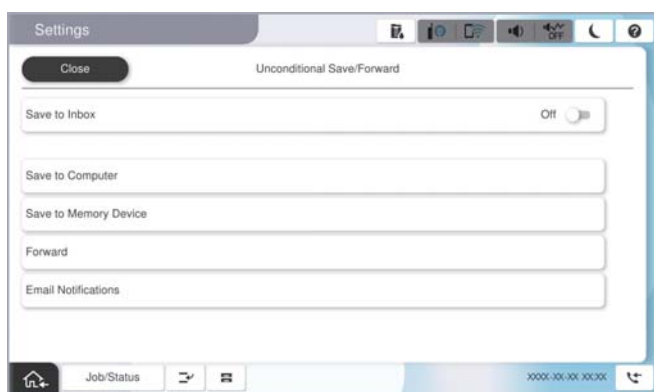 Settings
OFF
Close
Unconditional Save/Forward
Save to Inbox
Off
Save to Computer
Save to Memory Device
Forward
Email Notifications
Job/Status
XXXX-XX-XX XX:XX